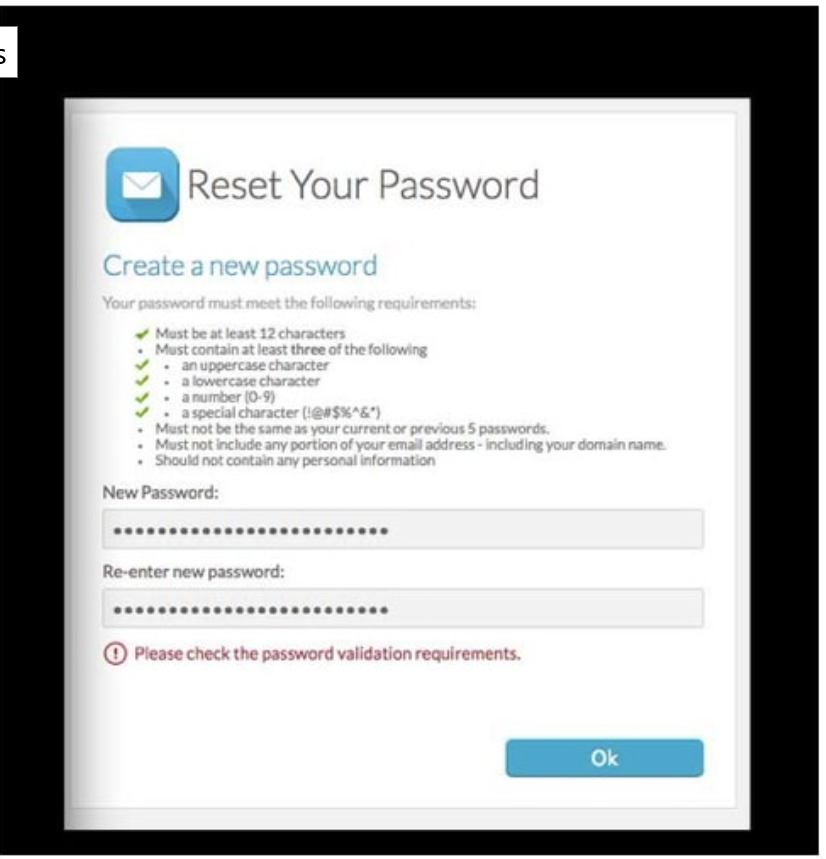 s
Reset Your Password
Create a new password
Your password must meet the following requirements:
✔ Must be at least 12 characters
• Must contain at least three of the following
✔ • an uppercase character
✔ • a lowercase character
✔ • a number (0-9)
✔ • a special character (!@#$%^&*)
• Must not be the same as your current or previous 5 passwords.
• Must not include any portion of your email address - including your domain name.
• Should not contain any personal information
New Password:
•••••••••••••••••••••••••
Re-enter new password:
•••••••••••••••••••••••••
! Please check the password validation requirements.
Ok